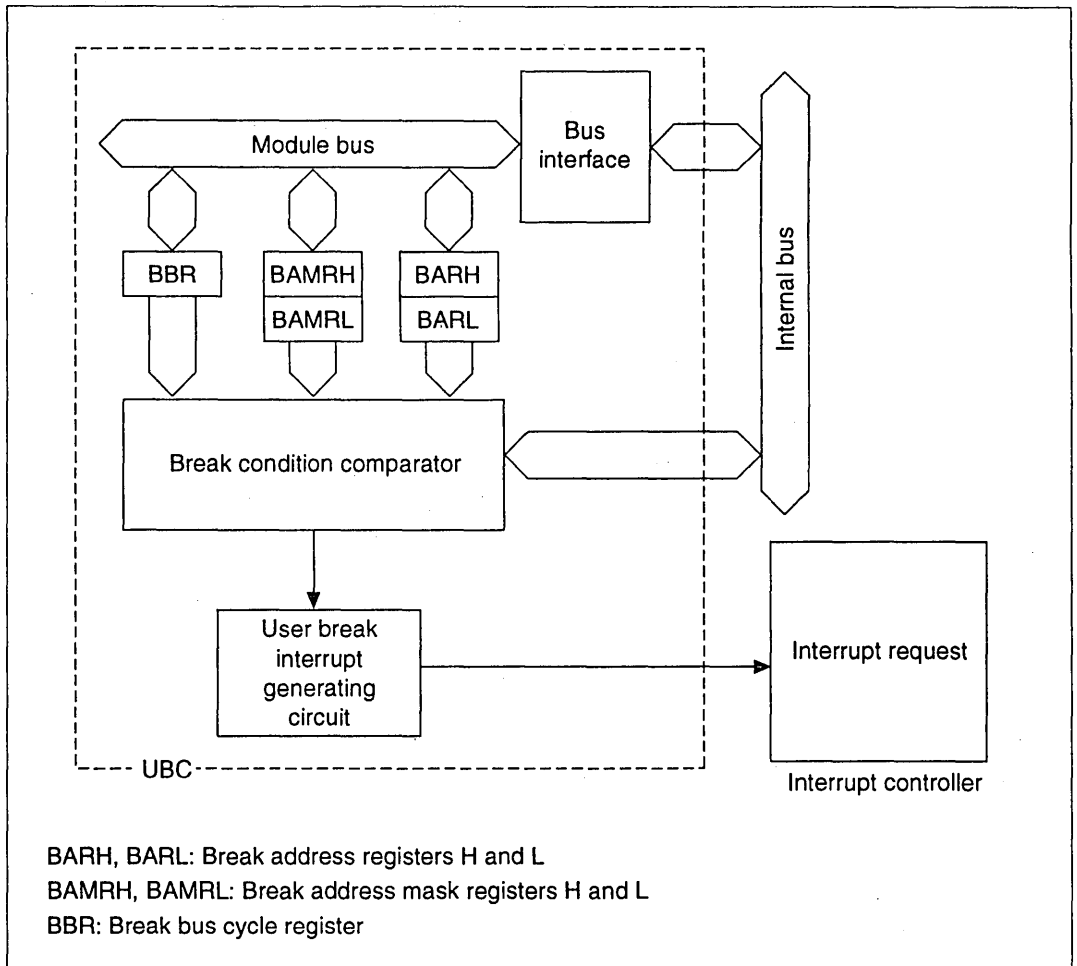 Module bus
Bus
interface
Internal bus
BBR
BAMRH
BARH
BAMRL
BARL
Break condition comparator
User break
interrupt
generating
circuit
Interrupt request
UBC
Interrupt controller
BARH, BARL: Break address registers H and L
BAMRH, BAMRL: Break address mask registers H and L
BBR: Break bus cycle register